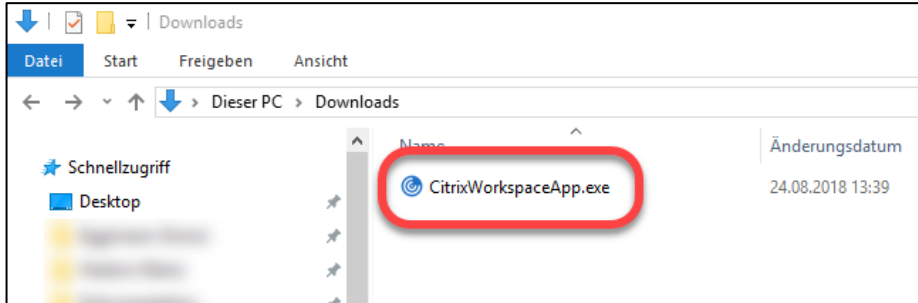 Downloads
Datei Start Freigeben Ansicht
Dieser PC > Downloads
Name Änderungsdatum
Schnellzugriff
CitrixWorkspaceApp.exe 24.08.2018 13:39
Desktop